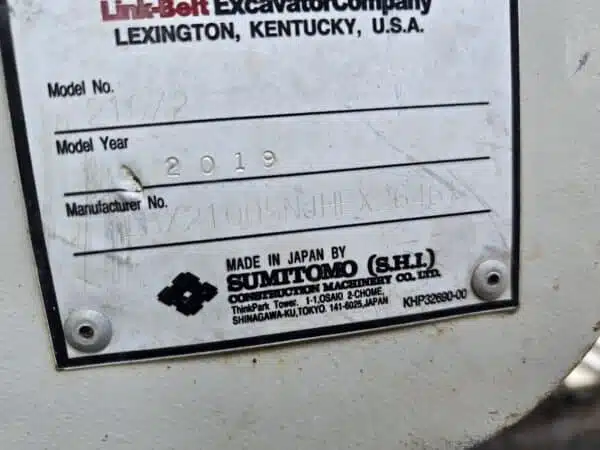 Link-Belt Excavator Company
LEXINGTON, KENTUCKY, U.S.A.
Model No.
Model Year
2019
Manufacturer No.
MADE IN JAPAN BY
SUMITOMO (S.H.I.)
CONSTRUCTION MACHINERY CO., LTD.
ThinkPark Tower, 1-1, OSAKI 2-CHOME,
SHINAGAWA-KU, TOKYO, 141-6025, JAPAN
KHP32690-00